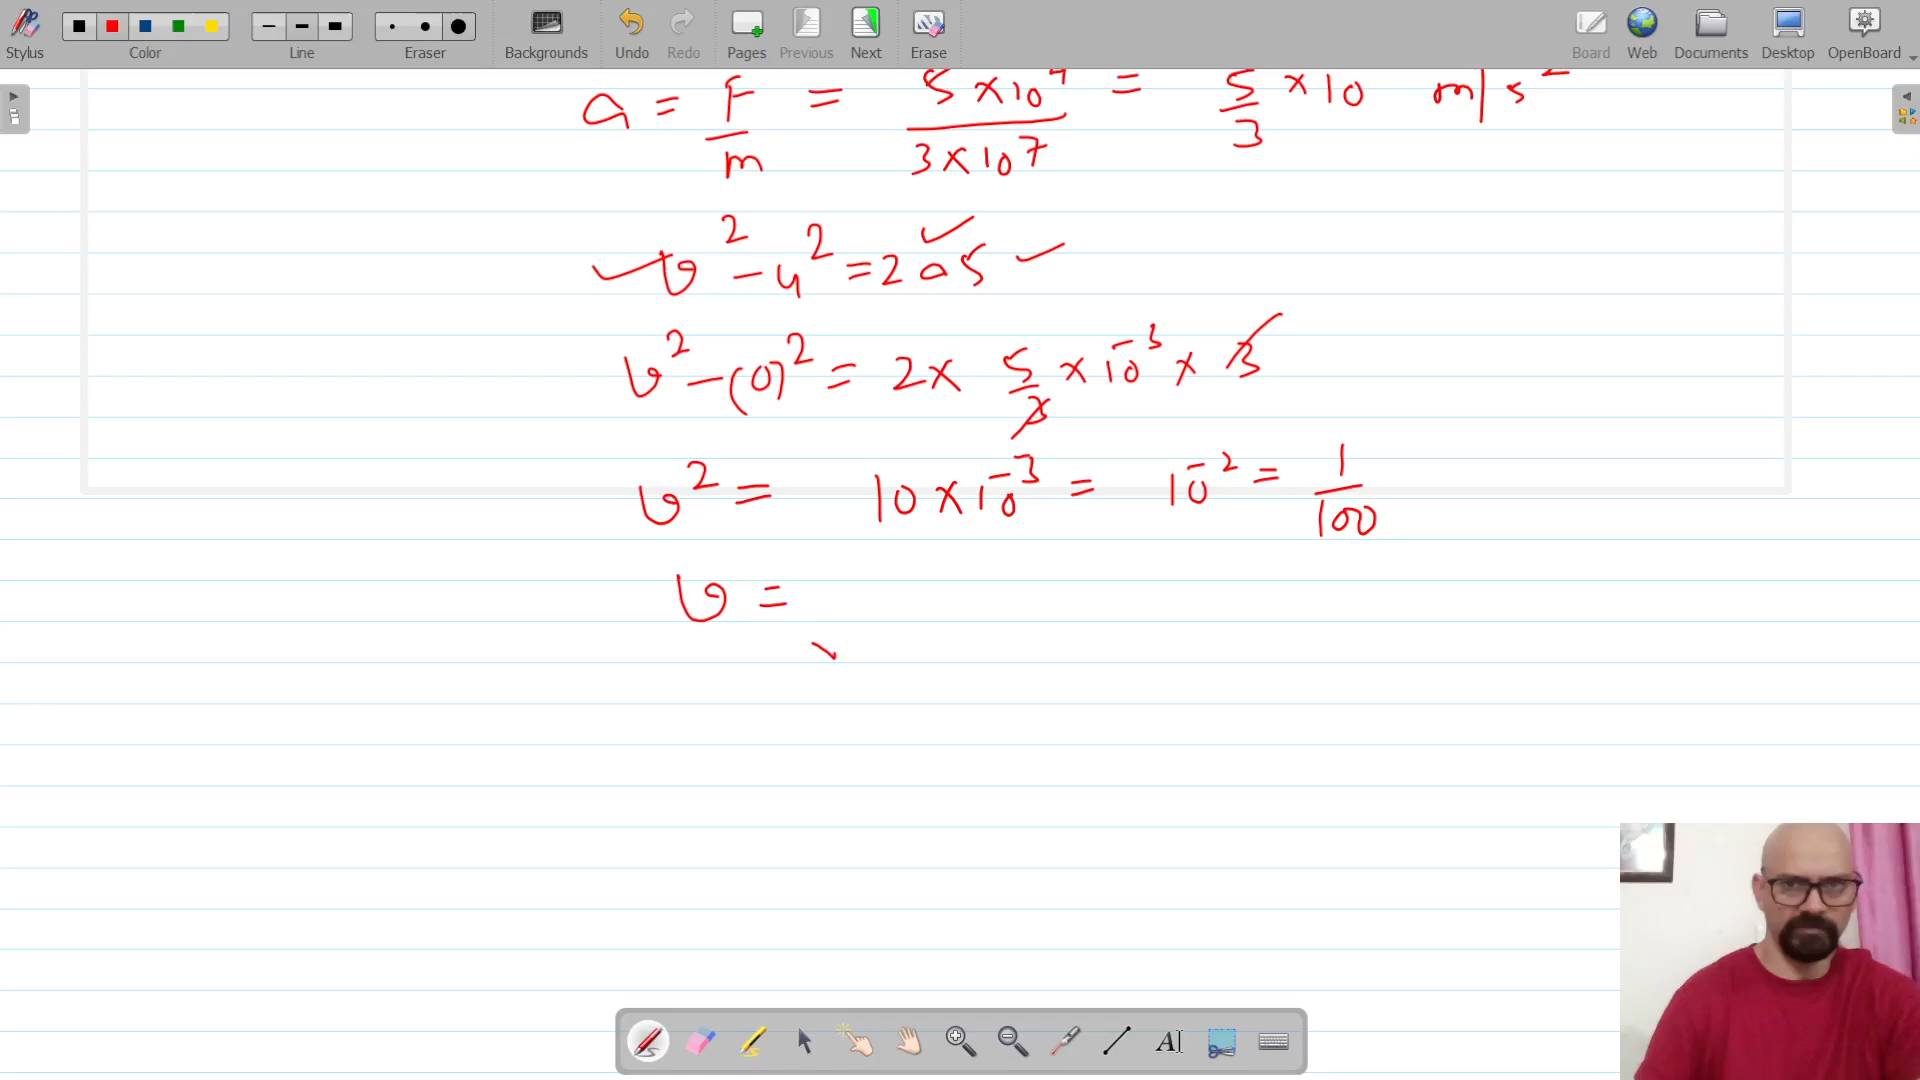 Stylus Color Line Eraser Backgrounds Undo Redo Pages Previous Next Erase Board Web Documents Desktop OpenBoard
a = F/m = 5×10⁴/3×10⁷ = 5/3 ×10 m/s²
v² - u² = 2as
v² - (0)² = 2× 5/3 ×10⁻³ × 3
v² = 10×10⁻³ = 10⁻² = 1/100
v =